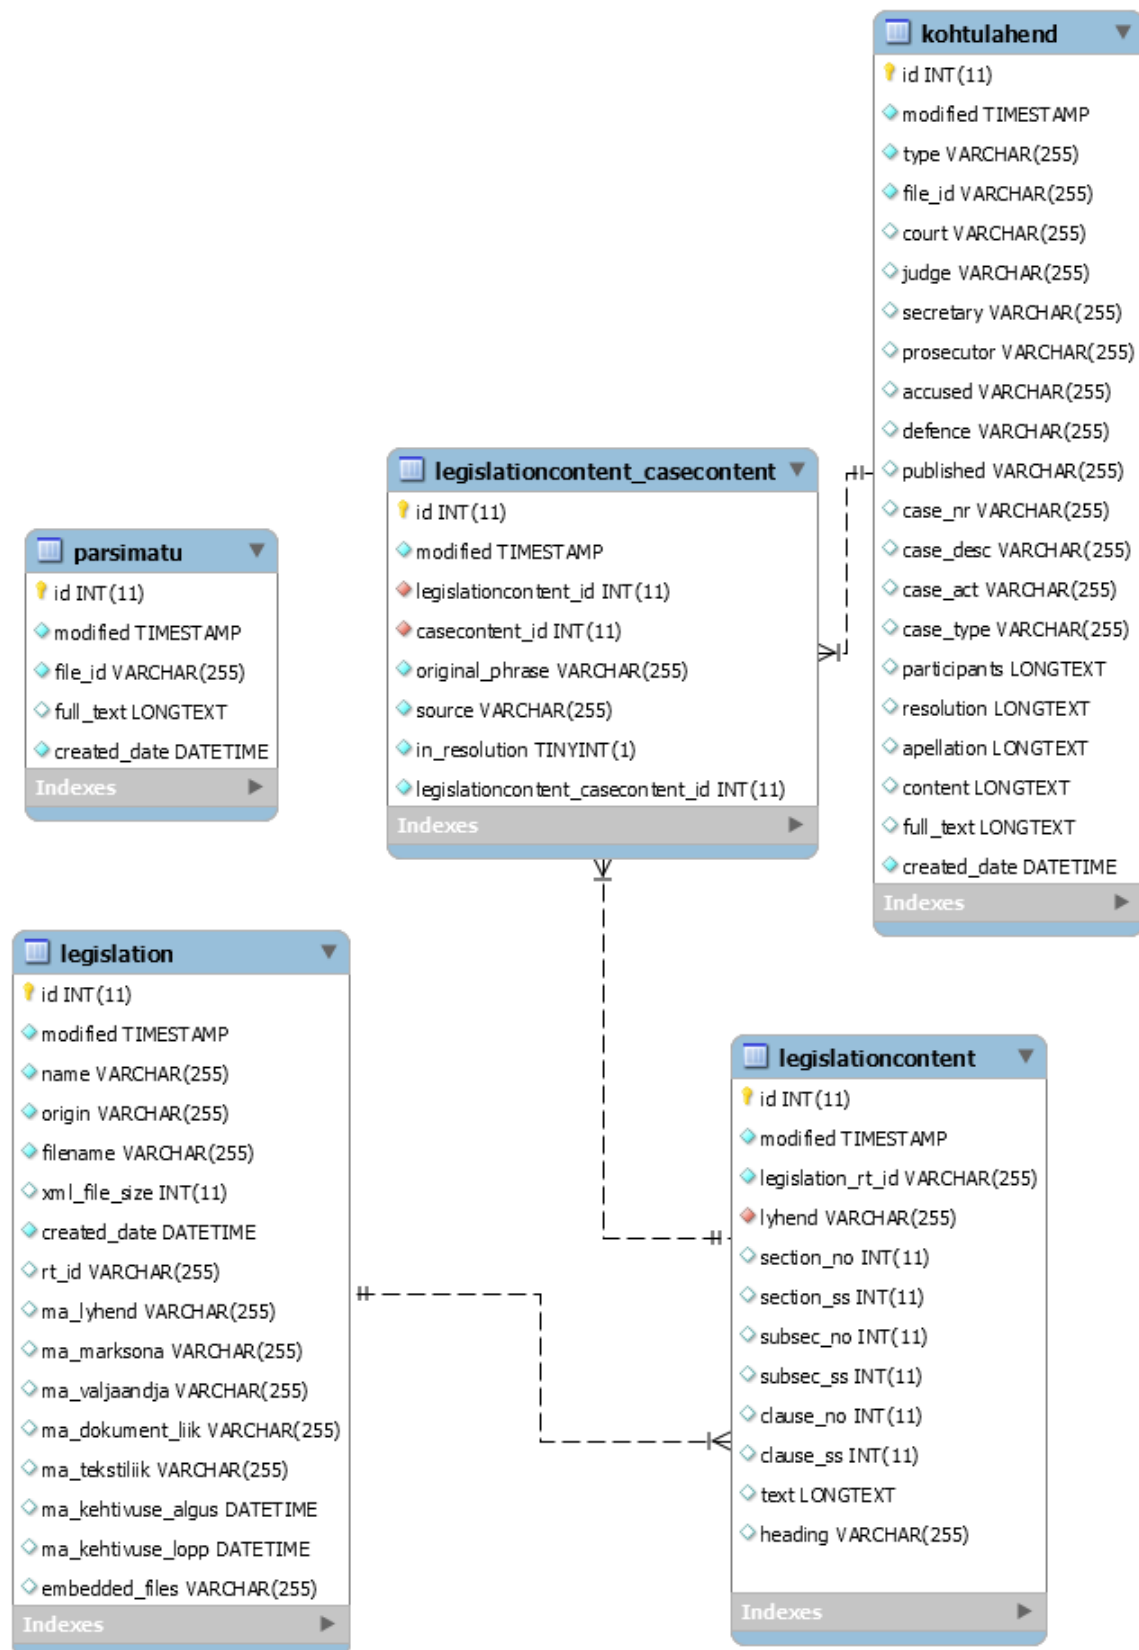 kohtulahend
id INT(11)
modified TIMESTAMP
type VARCHAR(255)
file_id VARCHAR(255)
court VARCHAR(255)
judge VARCHAR(255)
secretary VARCHAR(255)
prosecutor VARCHAR(255)
accused VARCHAR(255)
defence VARCHAR(255)
published VARCHAR(255)
case_nr VARCHAR(255)
case_desc VARCHAR(255)
case_act VARCHAR(255)
case_type VARCHAR(255)
participants LONGTEXT
resolution LONGTEXT
apellation LONGTEXT
content LONGTEXT
full_text LONGTEXT
created_date DATETIME
Indexes
legislationcontent_casecontent
id INT(11)
modified TIMESTAMP
legislationcontent_id INT(11)
casecontent_id INT(11)
original_phrase VARCHAR(255)
source VARCHAR(255)
in_resolution TINYINT(1)
legislationcontent_casecontent_id INT(11)
Indexes
parsimatu
id INT(11)
modified TIMESTAMP
file_id VARCHAR(255)
full_text LONGTEXT
created_date DATETIME
Indexes
legislation
id INT(11)
modified TIMESTAMP
name VARCHAR(255)
origin VARCHAR(255)
filename VARCHAR(255)
xml_file_size INT(11)
created_date DATETIME
rt_id VARCHAR(255)
ma_lyhend VARCHAR(255)
ma_marksona VARCHAR(255)
ma_valjaandja VARCHAR(255)
ma_dokument_liik VARCHAR(255)
ma_tekstiliik VARCHAR(255)
ma_kehtivuse_algus DATETIME
ma_kehtivuse_lopp DATETIME
embedded_files VARCHAR(255)
Indexes
legislationcontent
id INT(11)
modified TIMESTAMP
legislation_rt_id VARCHAR(255)
lyhend VARCHAR(255)
section_no INT(11)
section_ss INT(11)
subsec_no INT(11)
subsec_ss INT(11)
clause_no INT(11)
clause_ss INT(11)
text LONGTEXT
heading VARCHAR(255)
Indexes